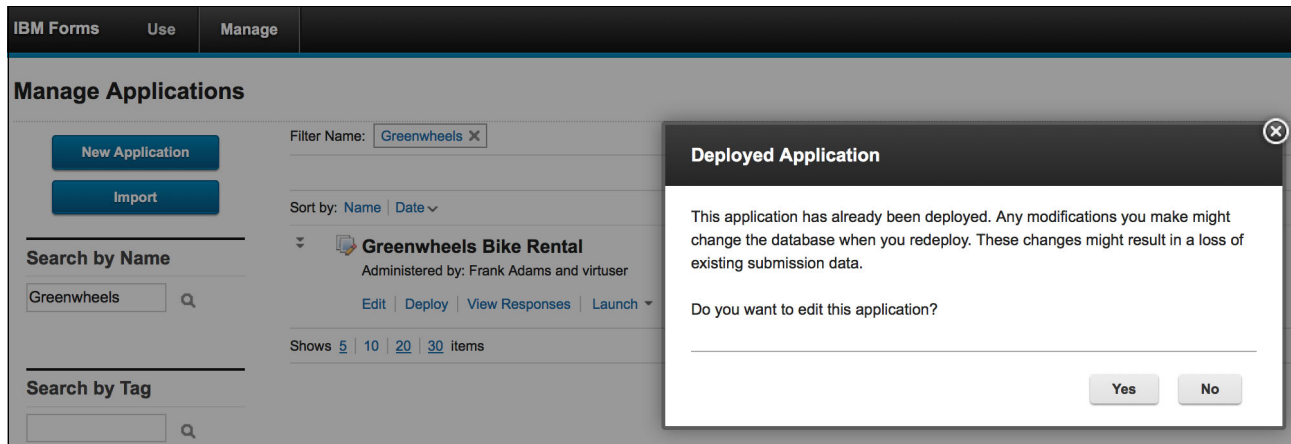 IBM Forms Use Manage
Manage Applications
New Application
Import
Search by Name
Greenwheels
Search by Tag
Filter Name: Greenwheels
Sort by: Name Date
Greenwheels Bike Rental
Administered by: Frank Adams and virtuser
Edit Deploy View Responses Launch
Shows 5 10 20 30 items
Deployed Application
This application has already been deployed. Any modifications you make might
change the database when you redeploy. These changes might result in a loss of
existing submission data.
Do you want to edit this application?
Yes No